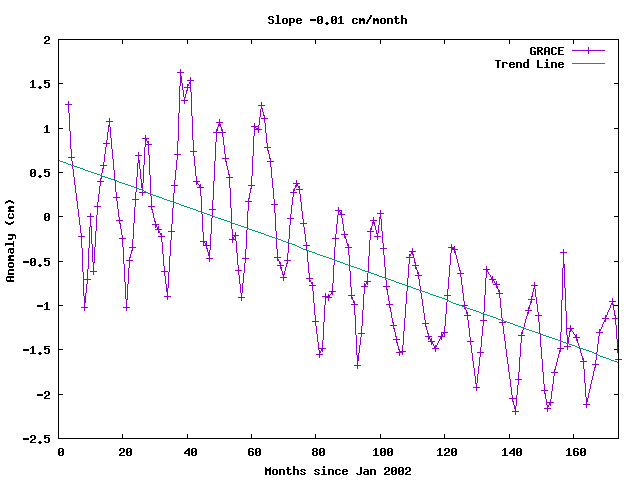 Slope -0.01 cm/month
GRACE
Trend Line
2
1.5
1
0.5
0
-0.5
-1
-1.5
-2
-2.5
Anomaly (cm)
0 20 40 60 80 100 120 140 160
Months since Jan 2002